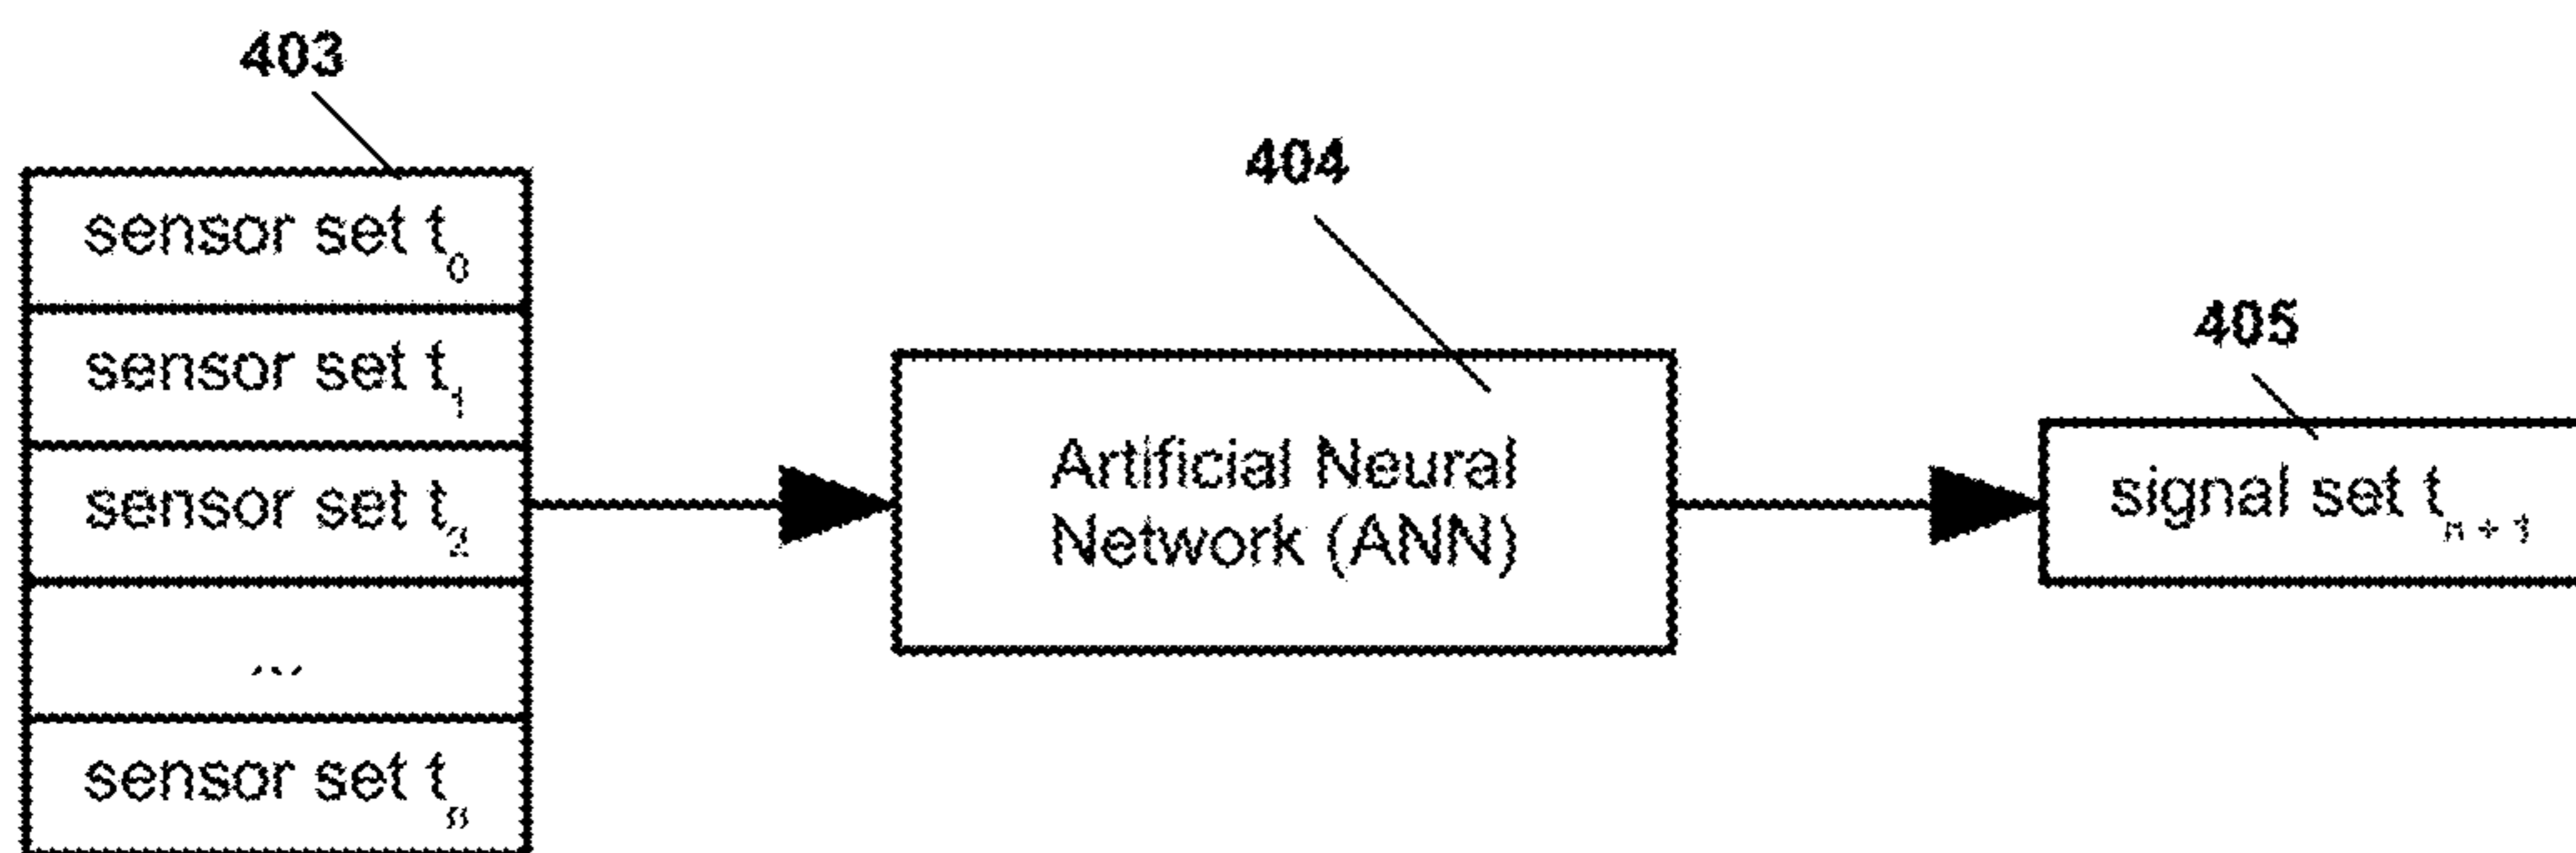 403
sensor set t₀
sensor set t₁
sensor set t₂
...
sensor set tₙ
404
Artificial Neural
Network (ANN)
405
signal set tₙ ₊ ₁